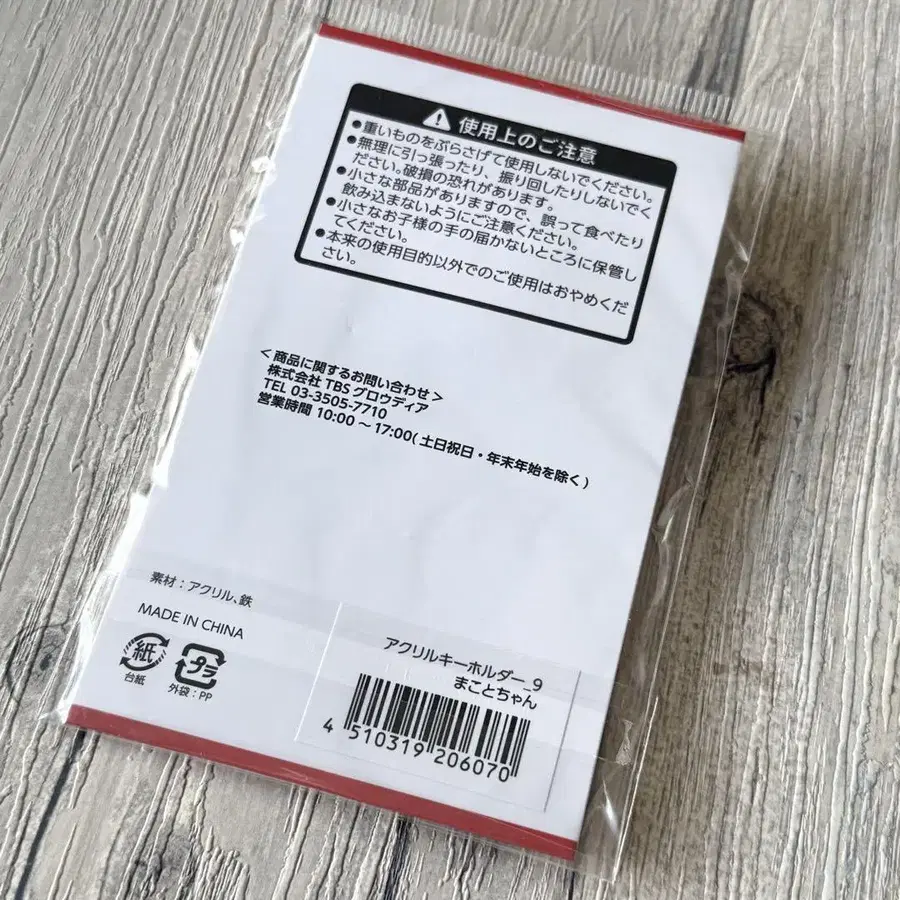 使用上のご注意
●重いものをぶらさげて使用しないでください。
●無理に引っ張ったり、振り回したりしないでく
ださい。破損の恐れがあります。
●小さな部品がありますので、誤って食べたり
飲み込まないようにご注意ください。
●小さなお子様の手の届かないところに保管し
てください。
●本来の使用目的以外でのご使用はおやめくだ
さい。
<商品に関するお問い合わせ>
株式会社 TBS グロウディア
TEL 03-3505-7710
営業時間 10:00 〜 17:00( 土日祝日・年末年始を除く )
素材：アクリル、鉄
MADE IN CHINA
紙
台紙
プラ
外袋：PP
アクリルキーホルダー_9
まことちゃん
4 510319 206070